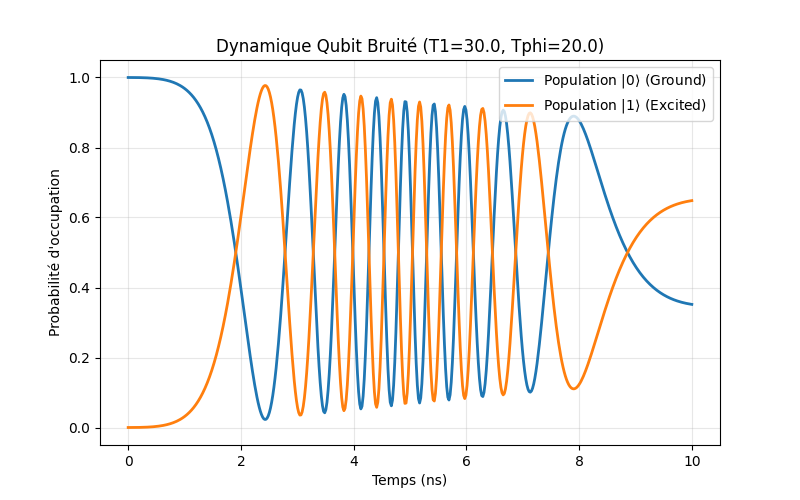 Dynamique Qubit Bruité (T1=30.0, Tphi=20.0)
Population |0⟩ (Ground)
Population |1⟩ (Excited)
Probabilité d'occupation
1.0
0.8
0.6
0.4
0.2
0.0
0 2 4 6 8 10
Temps (ns)